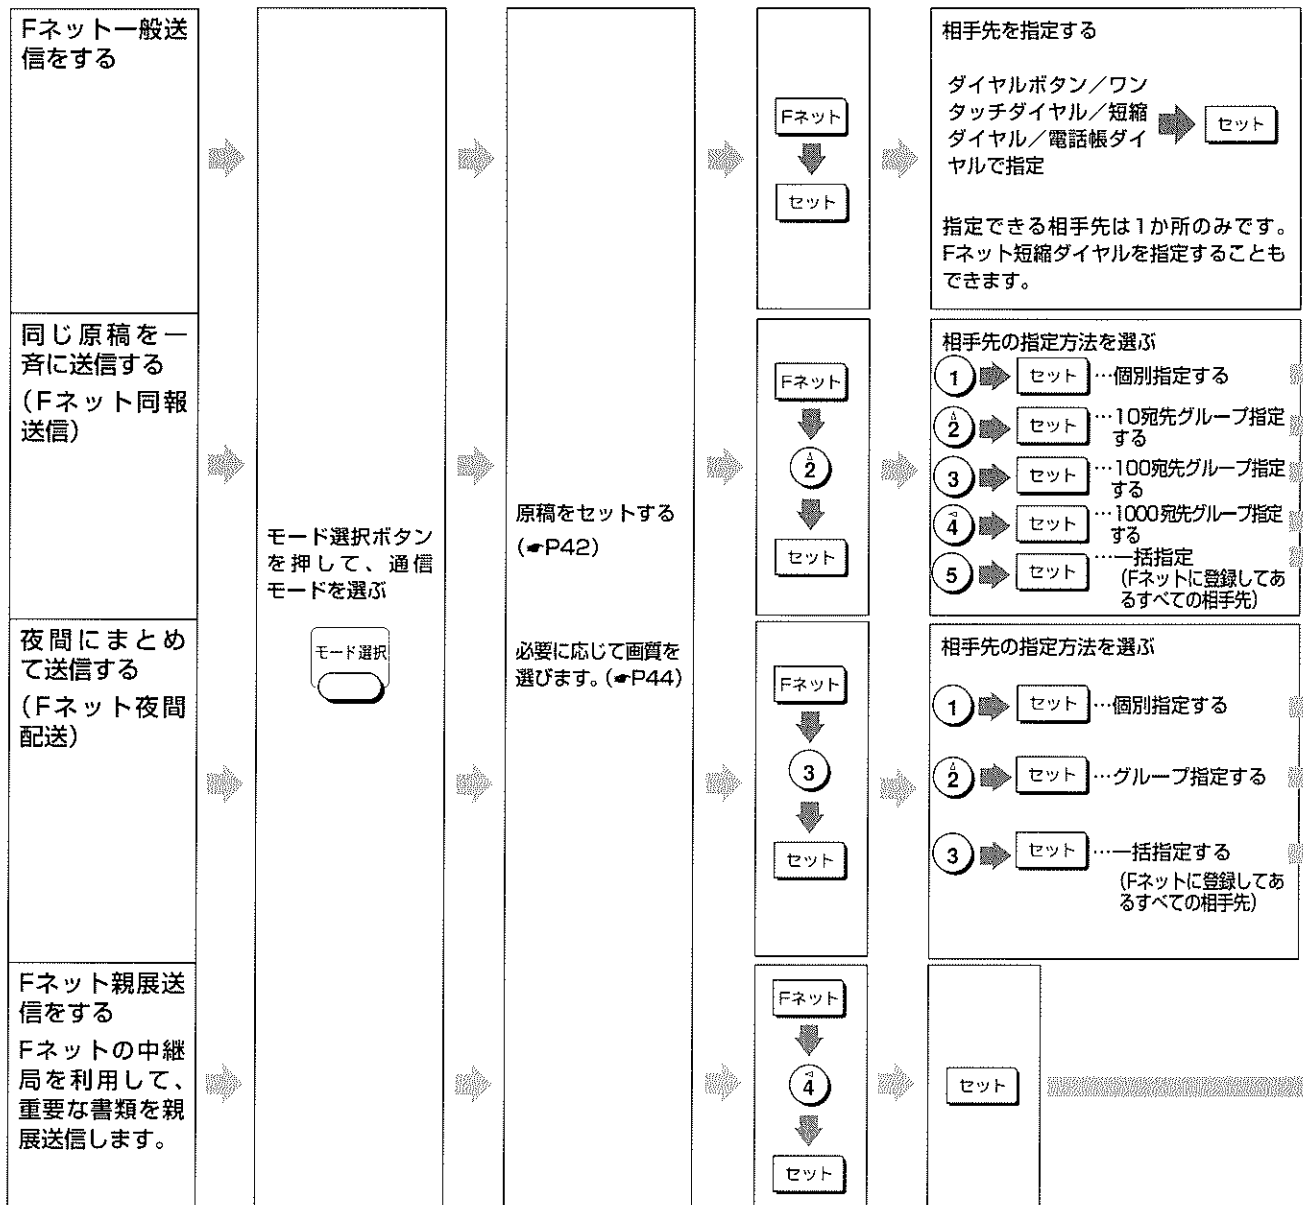 Fネット一般送
信をする
同じ原稿を一
斉に送信する
(Fネット同報
送信)
夜間にまとめ
て送信する
(Fネット夜間
配送)
Fネット親展送
信をする
Fネットの中継
局を利用して、
重要な書類を親
展送信します。
モード選択ボタン
を押して、通信
モードを選ぶ
モード選択
原稿をセットする
(☛P42)
必要に応じて画質を
選びます。(☛P44)
Fネット
セット
相手先を指定する
ダイヤルボタン／ワン
タッチダイヤル／短縮
ダイヤル／電話帳ダイ
ヤルで指定
セット
指定できる相手先は1か所のみです。
Fネット短縮ダイヤルを指定することも
できます。
Fネット
2
セット
相手先の指定方法を選ぶ
1 セット …個別指定する
2 セット …10宛先グループ指定
する
3 セット …100宛先グループ指定
する
4 セット …1000宛先グループ指定
する
5 セット …一括指定
(Fネットに登録してあ
るすべての相手先)
Fネット
3
セット
相手先の指定方法を選ぶ
1 セット …個別指定する
2 セット …グループ指定する
3 セット …一括指定する
(Fネットに登録してあ
るすべての相手先)
Fネット
4
セット
セット